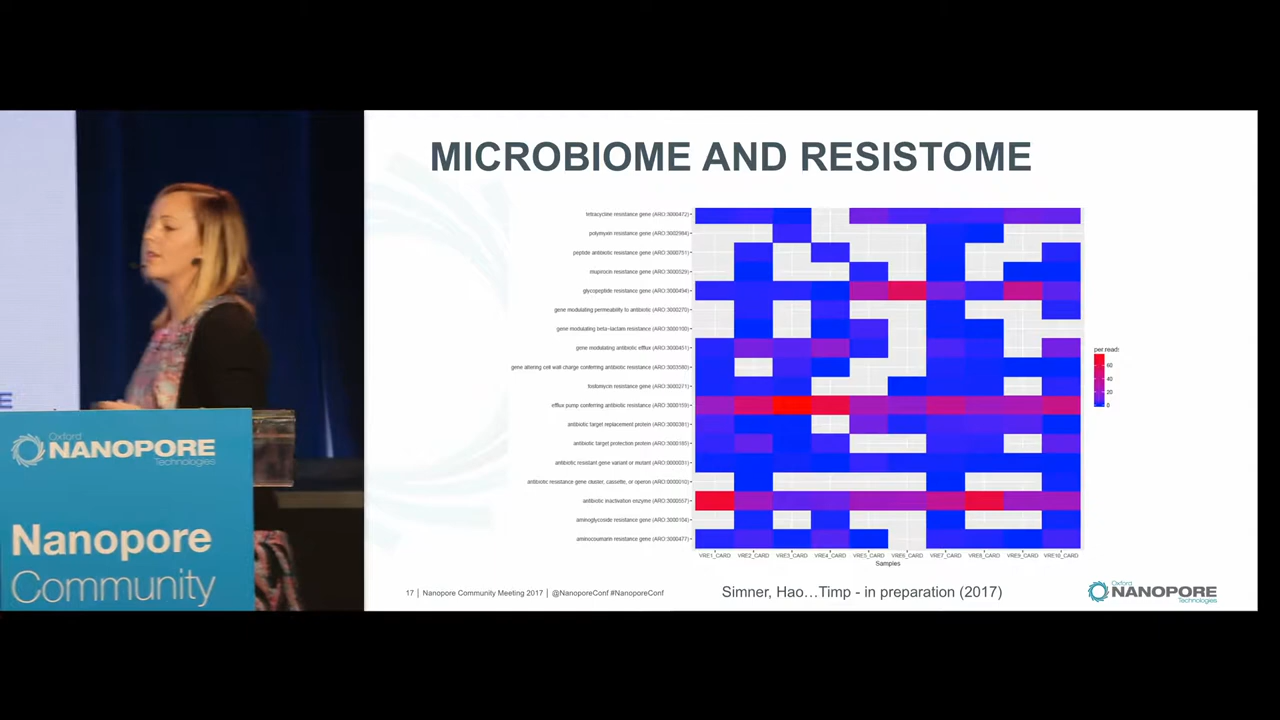 MICROBIOME AND RESISTOME
tetracycline resistance gene (ARO:3000472)
polymyxin resistance gene (ARO:3002984)
peptide antibiotic resistance gene (ARO:3000751)
mupirocin resistance gene (ARO:3000529)
glycopeptide resistance gene (ARO:3000494)
gene modulating permeability to antibiotic (ARO:3000270)
gene modulating beta-lactam resistance (ARO:3000100)
gene modulating antibiotic efflux (ARO:3000451)
gene altering cell wall charge conferring antibiotic resistance (ARO:3003580)
fosfomycin resistance gene (ARO:3000271)
efflux pump conferring antibiotic resistance (ARO:3000159)
antibiotic target replacement protein (ARO:3000381)
antibiotic target protection protein (ARO:3000185)
antibiotic resistant gene variant or mutant (ARO:0000031)
antibiotic resistance gene cluster, cassette, or operon (ARO:0000010)
antibiotic inactivation enzyme (ARO:3000557)
aminoglycoside resistance gene (ARO:3000104)
aminocoumarin resistance gene (ARO:3000477)
VRE1_CARD VRE2_CARD VRE3_CARD VRE4_CARD VRE5_CARD VRE6_CARD VRE7_CARD VRE8_CARD VRE9_CARD VRE10_CARD
Samples
per reads
60
40
20
0
17 | Nanopore Community Meeting 2017 | @NanoporeConf #NanoporeConf
Simner, Hao…Timp - in preparation (2017)
Oxford
NANOPORE
Technologies
E
Oxford
NANOPORE
Technologies
Nanopore
Community